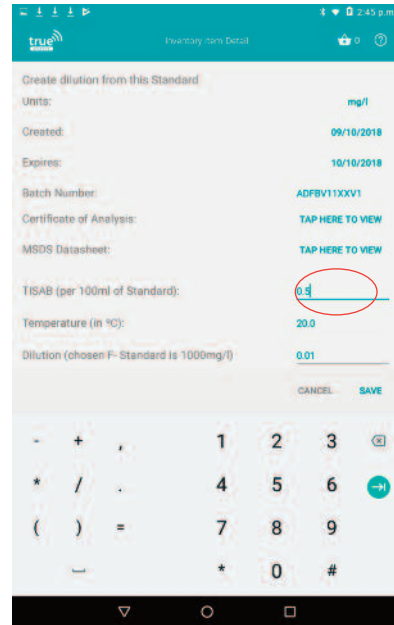 2:45 p.m
true
Inventory Item Detail
0
?
Create dilution from this Standard
Units: mg/l
Created: 09/10/2018
Expires: 10/10/2018
Batch Number: ADFBV11XXV1
Certificate of Analysis: TAP HERE TO VIEW
MSDS Datasheet: TAP HERE TO VIEW
TISAB (per 100ml of Standard): 0.5
Temperature (in ºC): 20.0
Dilution (chosen F- Standard is 1000mg/l) 0.01
CANCEL SAVE
- + , 1 2 3
* / . 4 5 6
( ) = 7 8 9
* 0 #